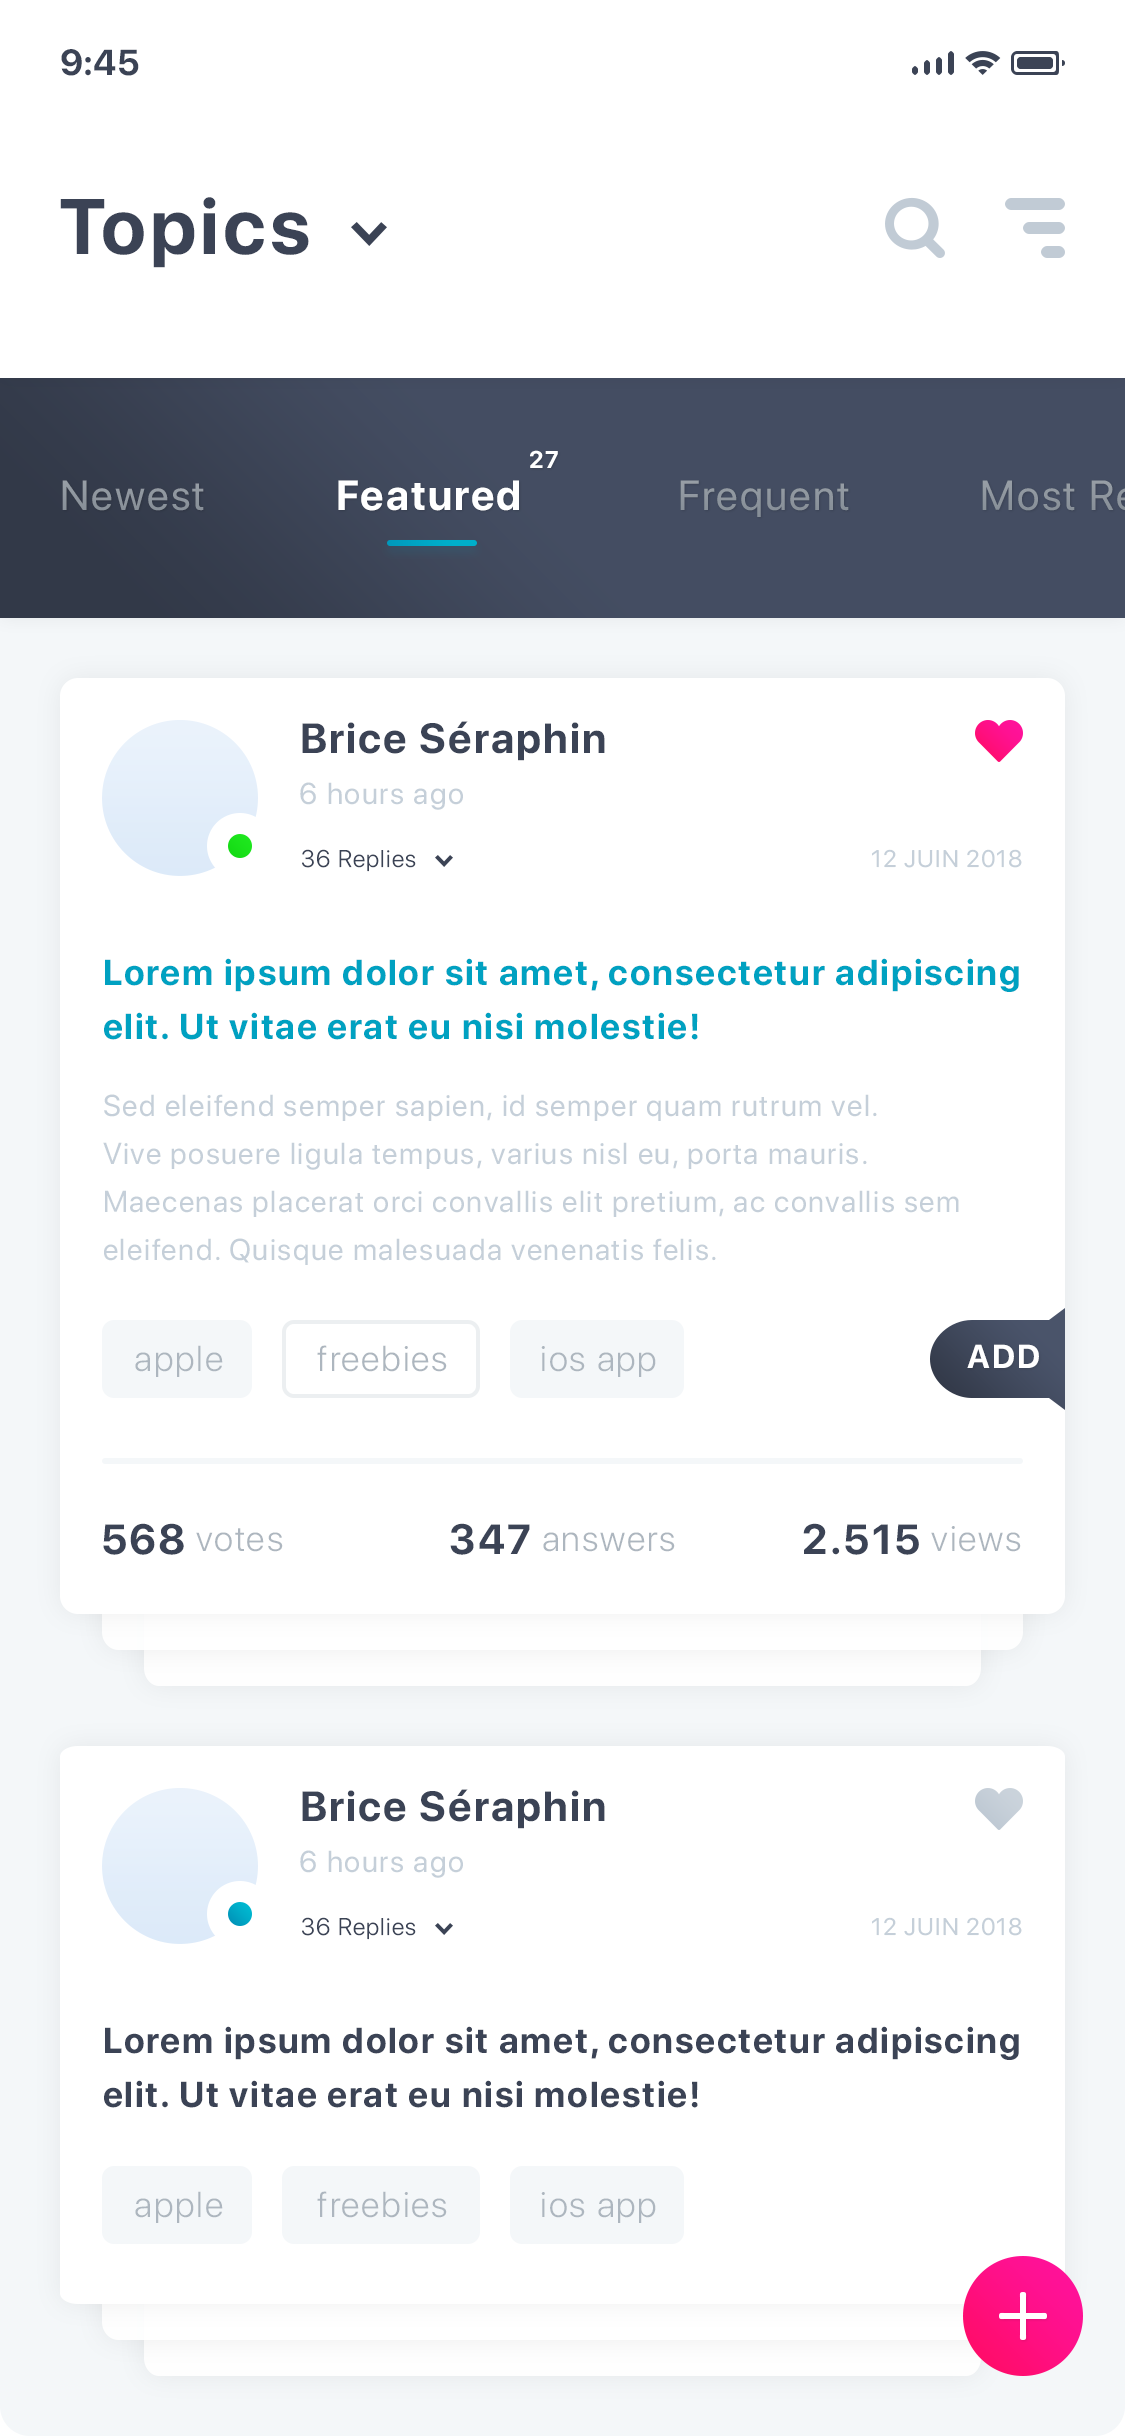 9:45
Topics
Newest
Featured 27
Frequent
Most Re
Brice Séraphin
6 hours ago
36 Replies
12 JUIN 2018
Lorem ipsum dolor sit amet, consectetur adipiscing
elit. Ut vitae erat eu nisi molestie!
Sed eleifend semper sapien, id semper quam rutrum vel.
Vive posuere ligula tempus, varius nisl eu, porta mauris.
Maecenas placerat orci convallis elit pretium, ac convallis sem
eleifend. Quisque malesuada venenatis felis.
apple
freebies
ios app
ADD
568 votes
347 answers
2.515 views
Brice Séraphin
6 hours ago
36 Replies
12 JUIN 2018
Lorem ipsum dolor sit amet, consectetur adipiscing
elit. Ut vitae erat eu nisi molestie!
apple
freebies
ios app